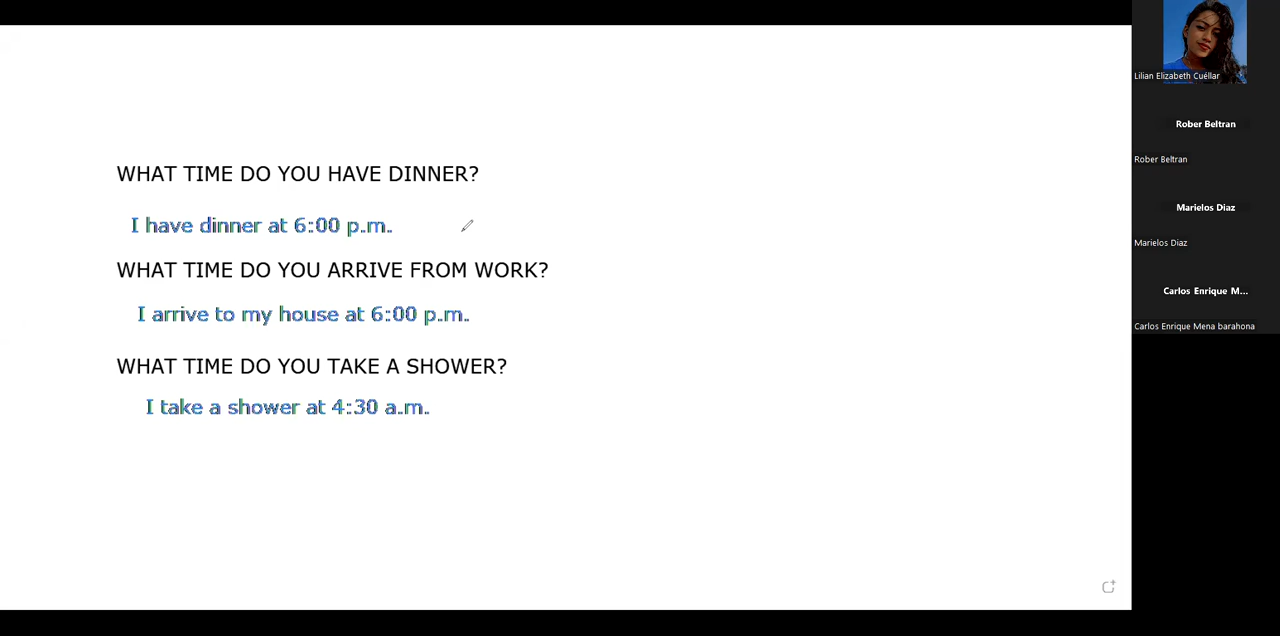 WHAT TIME DO YOU HAVE DINNER?
I have dinner at 6:00 p.m.
WHAT TIME DO YOU ARRIVE FROM WORK?
I arrive to my house at 6:00 p.m.
WHAT TIME DO YOU TAKE A SHOWER?
I take a shower at 4:30 a.m.
Lilian Elizabeth Cuéllar
Rober Beltran
Rober Beltran
Marielos Diaz
Marielos Diaz
Carlos Enrique M...
Carlos Enrique Mena barahona